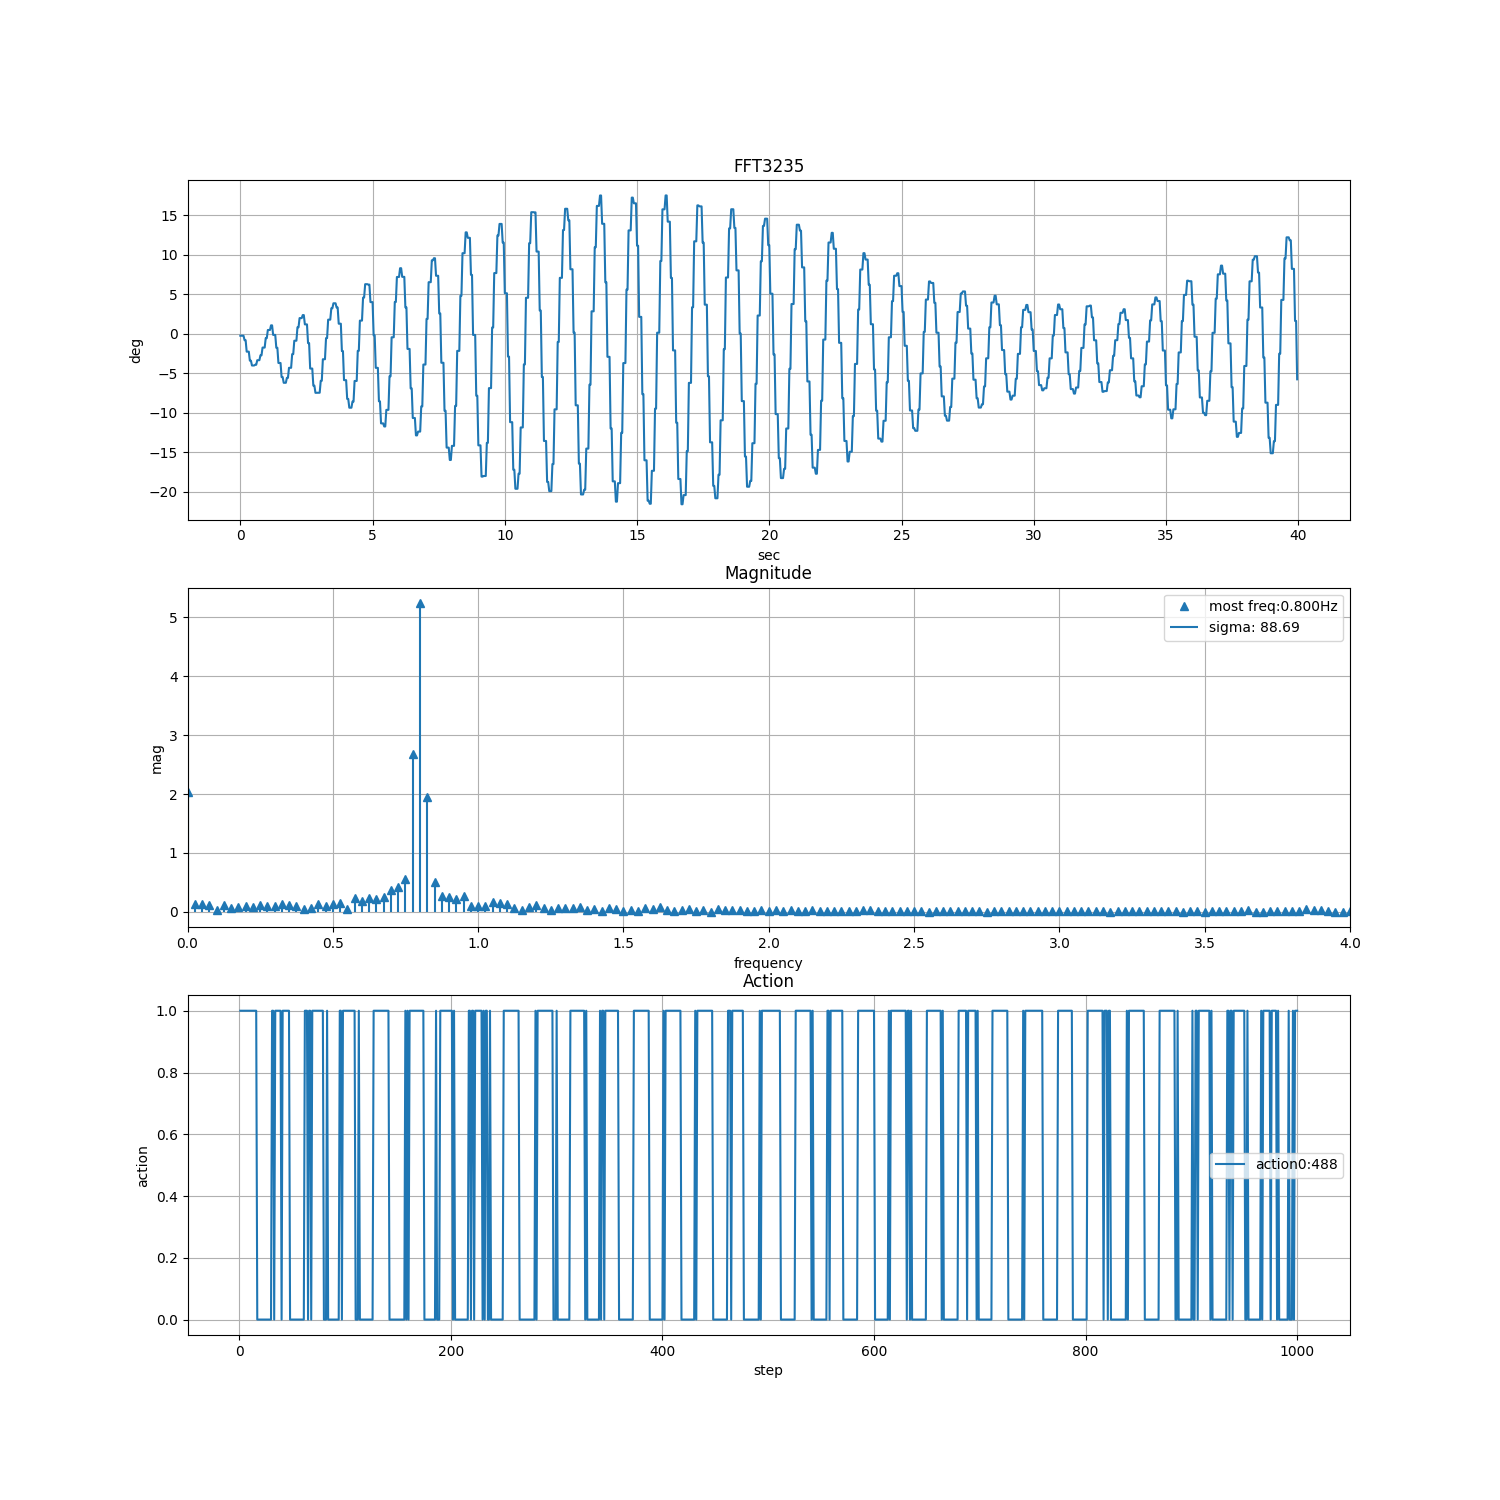 FFT3235
deg
15
10
5
0
−5
−10
−15
−20
0 5 10 15 20 25 30 35 40
sec
Magnitude
mag
5
4
3
2
1
0
most freq:0.800Hz
sigma: 88.69
0.0 0.5 1.0 1.5 2.0 2.5 3.0 3.5 4.0
frequency
Action
action
1.0
0.8
0.6
0.4
0.2
0.0
action0:488
0 200 400 600 800 1000
step